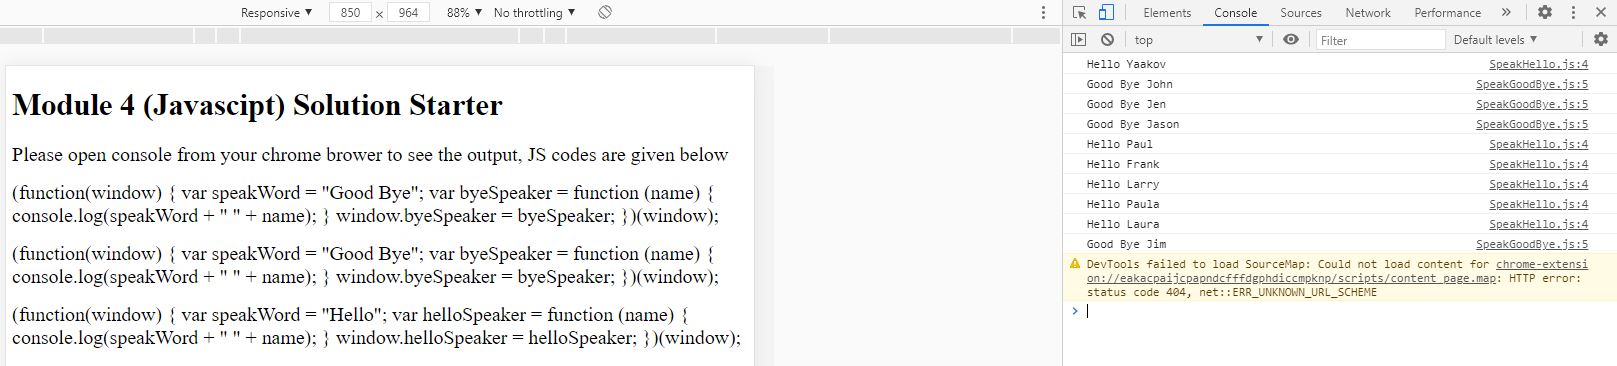 Responsive ▼ 850 × 964 88% ▼ No throttling ▼
Elements Console Sources Network Performance »
top ▼ Filter Default levels ▼
Module 4 (Javascipt) Solution Starter
Please open console from your chrome brower to see the output, JS codes are given below
(function(window) { var speakWord = "Good Bye"; var byeSpeaker = function (name) {
console.log(speakWord + " " + name); } window.byeSpeaker = byeSpeaker; })(window);
(function(window) { var speakWord = "Good Bye"; var byeSpeaker = function (name) {
console.log(speakWord + " " + name); } window.byeSpeaker = byeSpeaker; })(window);
(function(window) { var speakWord = "Hello"; var helloSpeaker = function (name) {
console.log(speakWord + " " + name); } window.helloSpeaker = helloSpeaker; })(window);
Hello Yaakov SpeakHello.js:4
Good Bye John SpeakGoodBye.js:5
Good Bye Jen SpeakGoodBye.js:5
Good Bye Jason SpeakGoodBye.js:5
Hello Paul SpeakHello.js:4
Hello Frank SpeakHello.js:4
Hello Larry SpeakHello.js:4
Hello Paula SpeakHello.js:4
Hello Laura SpeakHello.js:4
Good Bye Jim SpeakGoodBye.js:5
DevTools failed to load SourceMap: Could not load content for chrome-extensi
on://eakacpaijcpapndcfffdgphdiccmpknp/scripts/content_page.map: HTTP error:
status code 404, net::ERR_UNKNOWN_URL_SCHEME
>